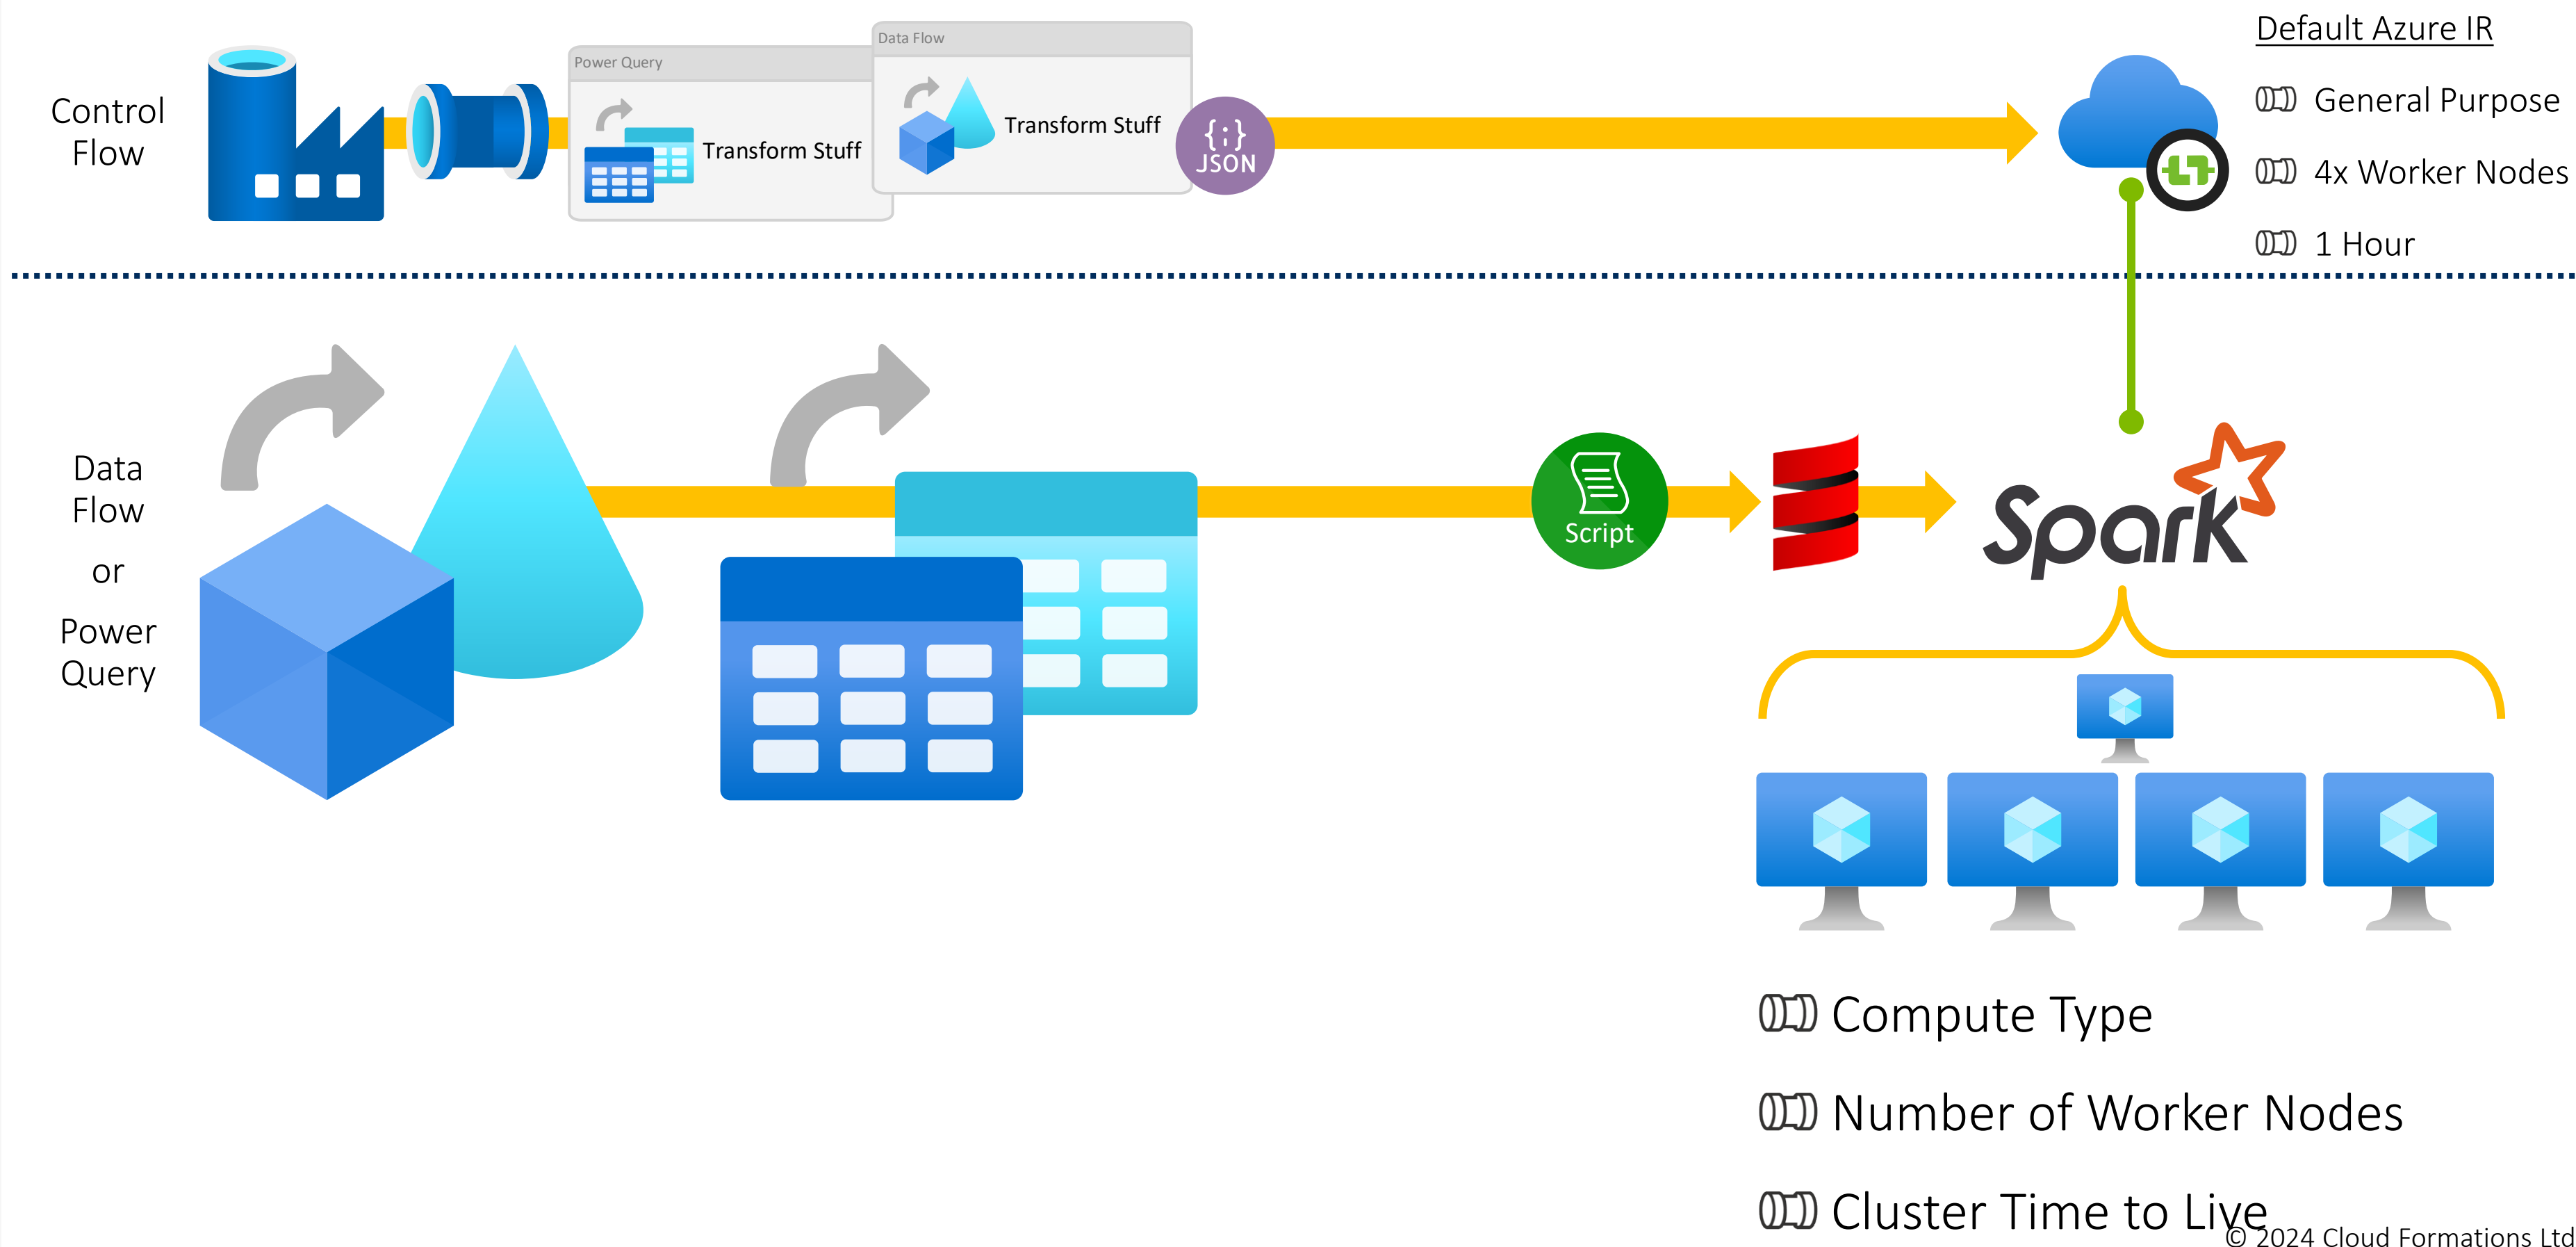 Default Azure IR
General Purpose
4x Worker Nodes
1 Hour
Control
Flow
Power Query
Transform Stuff
Data Flow
Transform Stuff
{;}
JSON
Data
Flow
or
Power
Query
Script
Spark
Compute Type
Number of Worker Nodes
Cluster Time to Live
© 2024 Cloud Formations Ltd